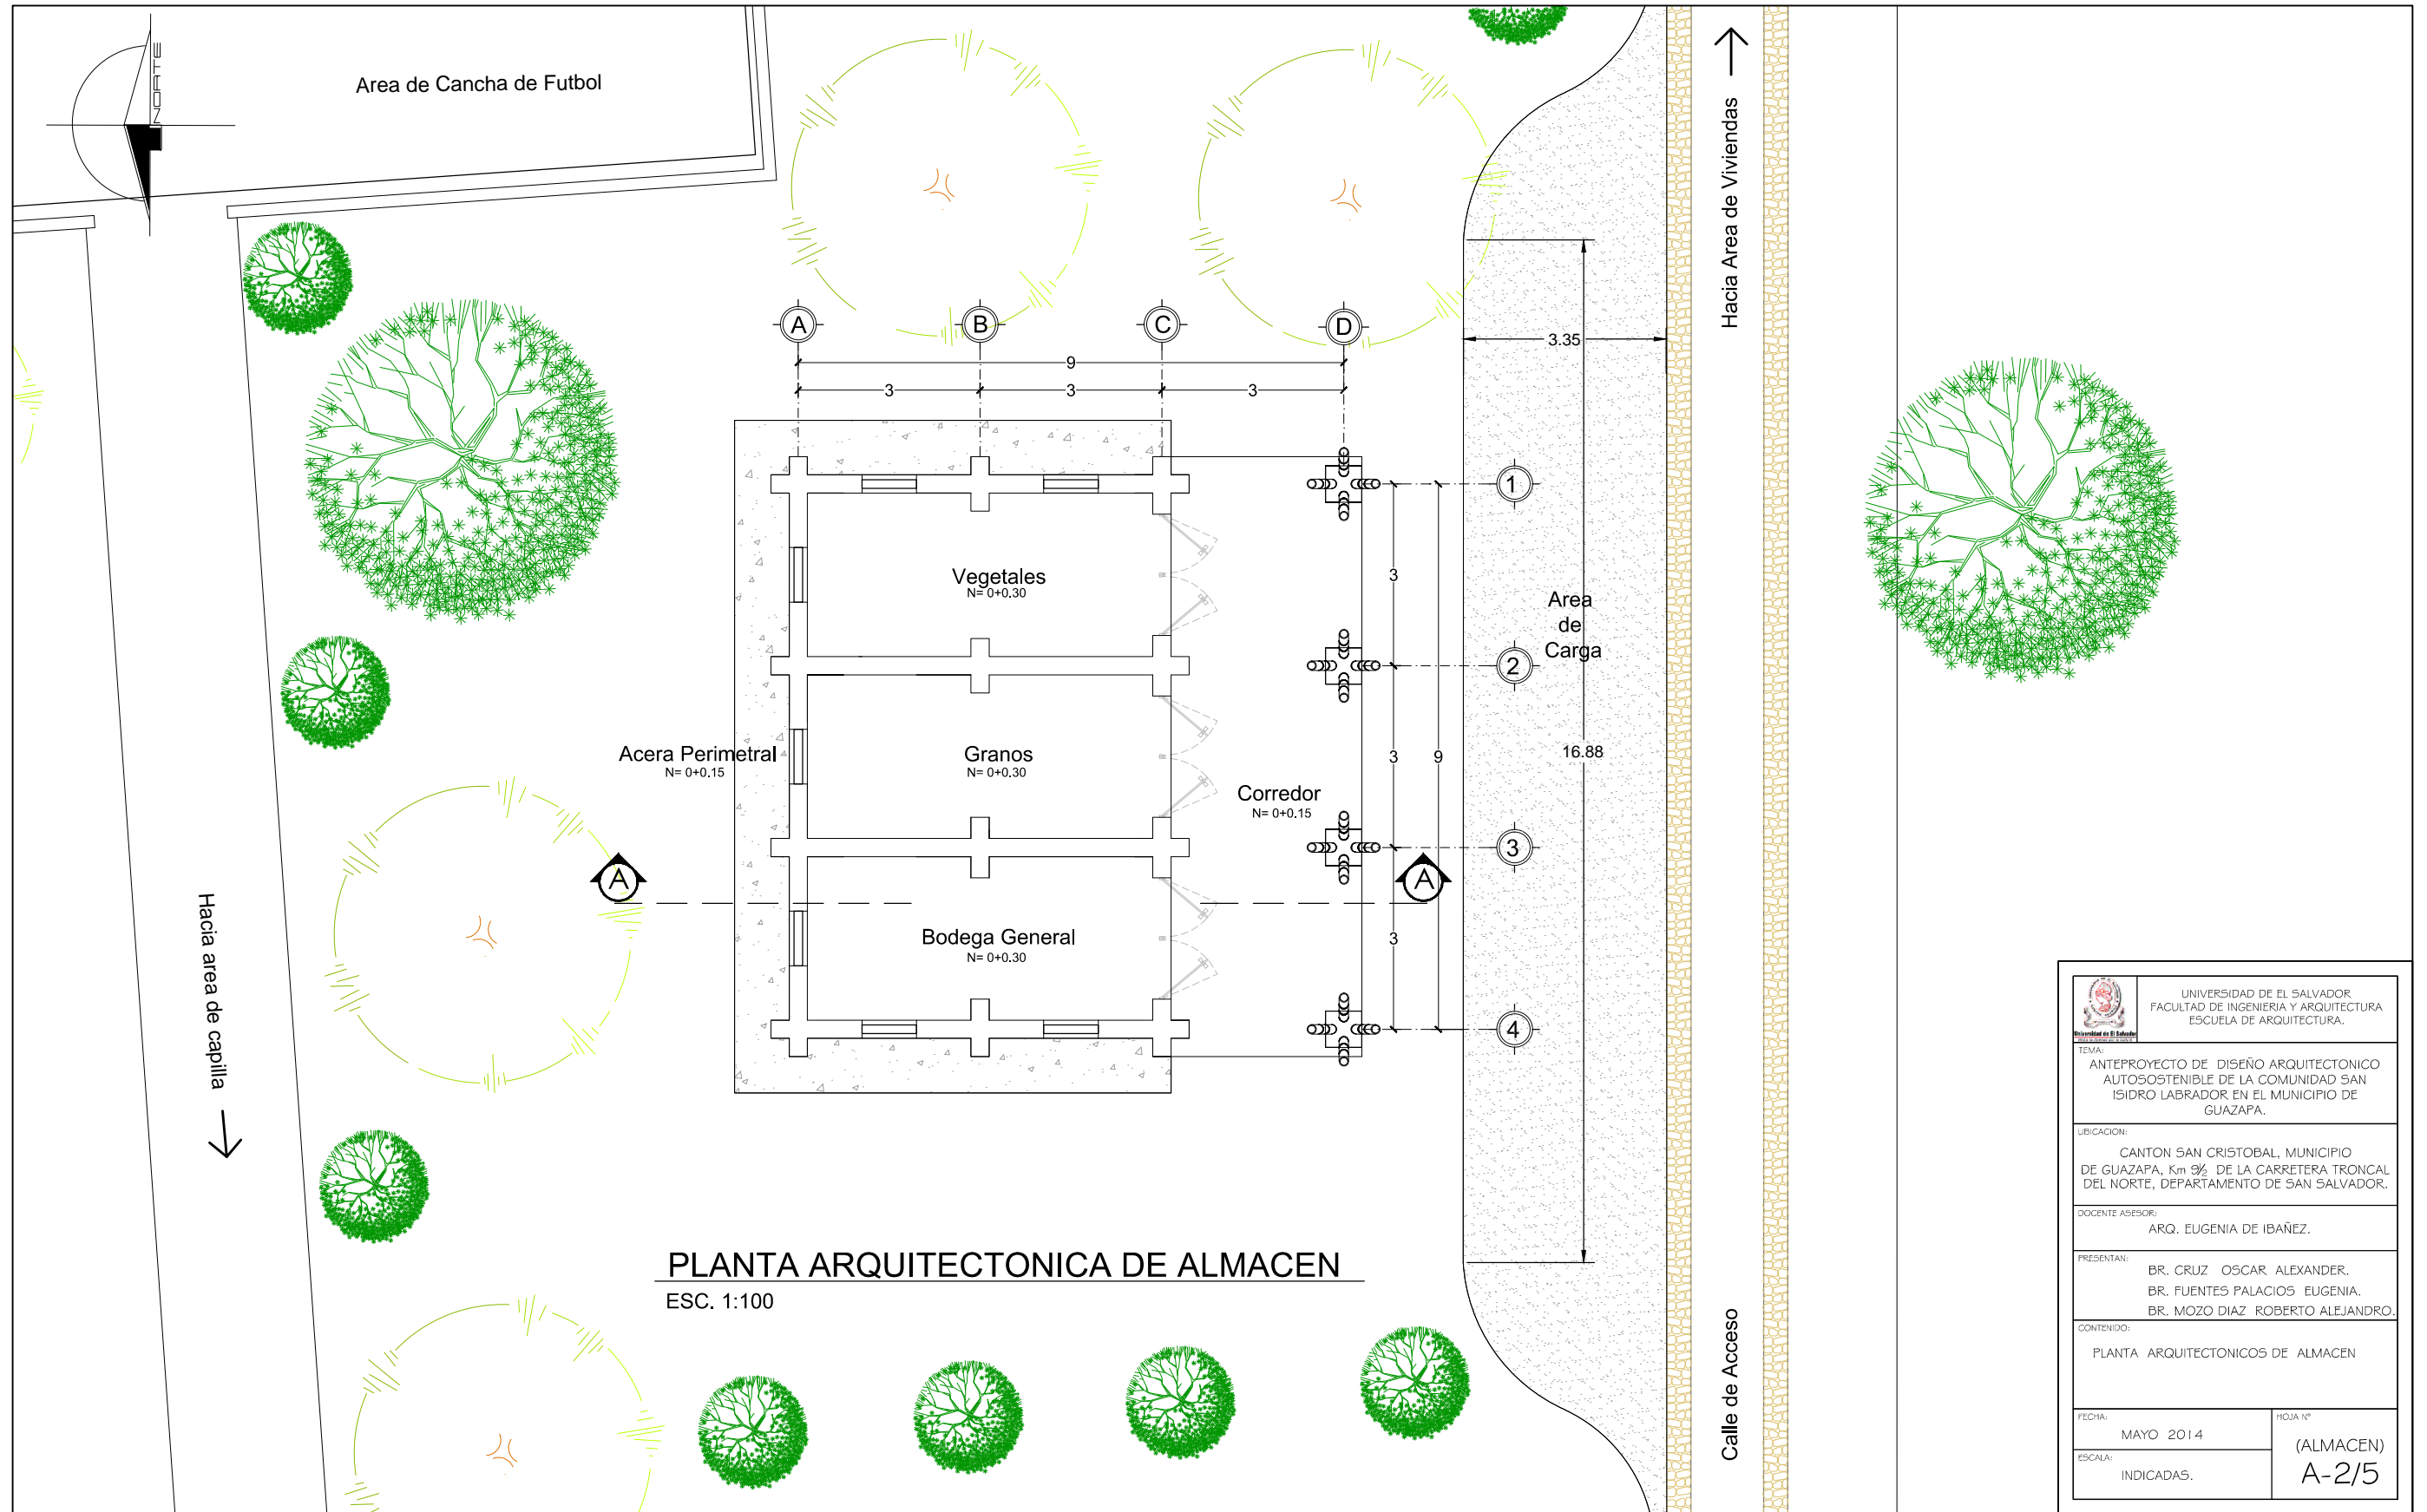 NORTE
Area de Cancha de Futbol
Hacia Area de Viviendas
A
B
C
D
9
3
3
3
3.35
1
2
3
4
3
3
3
9
16.88
Area
de
Carga
Vegetales
N= 0+0.30
Granos
N= 0+0.30
Acera Perimetral
N= 0+0.15
Corredor
N= 0+0.15
A
A
Bodega General
N= 0+0.30
Hacia area de capilla
Calle de Acceso
PLANTA ARQUITECTONICA DE ALMACEN
ESC. 1:100
Universidad de El Salvador
UNIVERSIDAD DE EL SALVADOR
FACULTAD DE INGENIERIA Y ARQUITECTURA
ESCUELA DE ARQUITECTURA.
TEMA:
ANTEPROYECTO DE DISEÑO ARQUITECTONICO
AUTOSOSTENIBLE DE LA COMUNIDAD SAN
ISIDRO LABRADOR EN EL MUNICIPIO DE
GUAZAPA.
UBICACION:
CANTON SAN CRISTOBAL, MUNICIPIO
DE GUAZAPA, Km 9½ DE LA CARRETERA TRONCAL
DEL NORTE, DEPARTAMENTO DE SAN SALVADOR.
DOCENTE ASESOR:
ARQ. EUGENIA DE IBAÑEZ.
PRESENTAN:
BR. CRUZ OSCAR ALEXANDER.
BR. FUENTES PALACIOS EUGENIA.
BR. MOZO DIAZ ROBERTO ALEJANDRO.
CONTENIDO:
PLANTA ARQUITECTONICOS DE ALMACEN
FECHA:
MAYO 2014
HOJA Nº
(ALMACEN)
A-2/5
ESCALA:
INDICADAS.